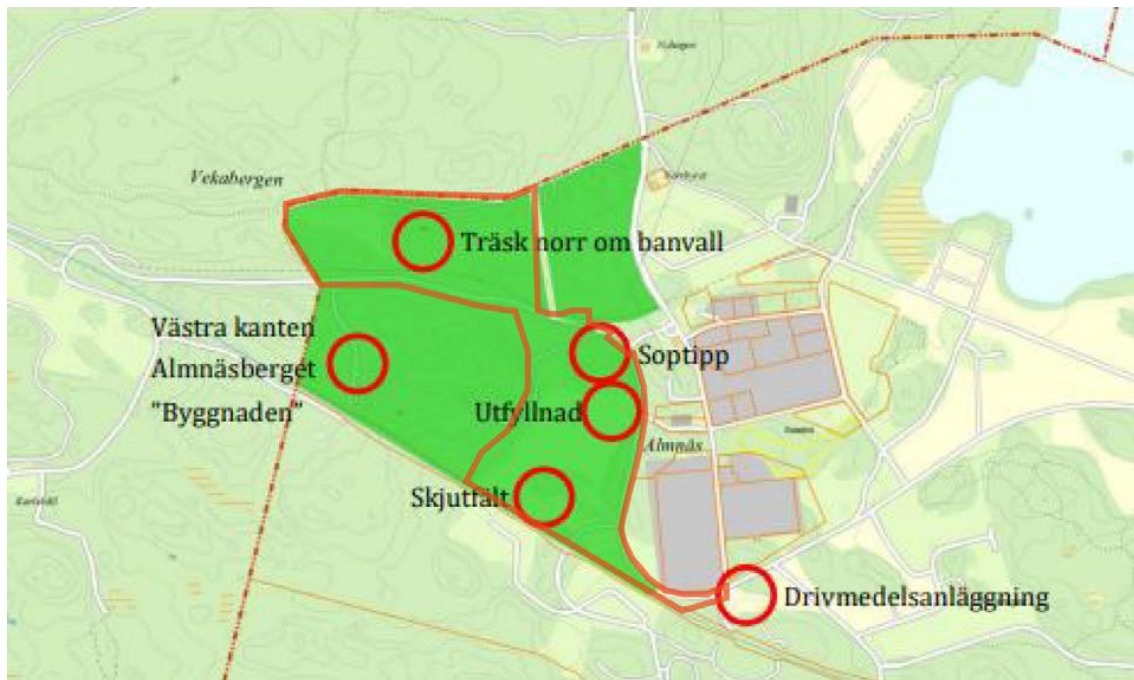 Vekabergen
Träsk norr om banvall
Västra kanten
Almnäsberget
"Byggnaden"
Soptipp
Utfyllnad
Almnäs
Skjutfält
Drivmedelsanläggning